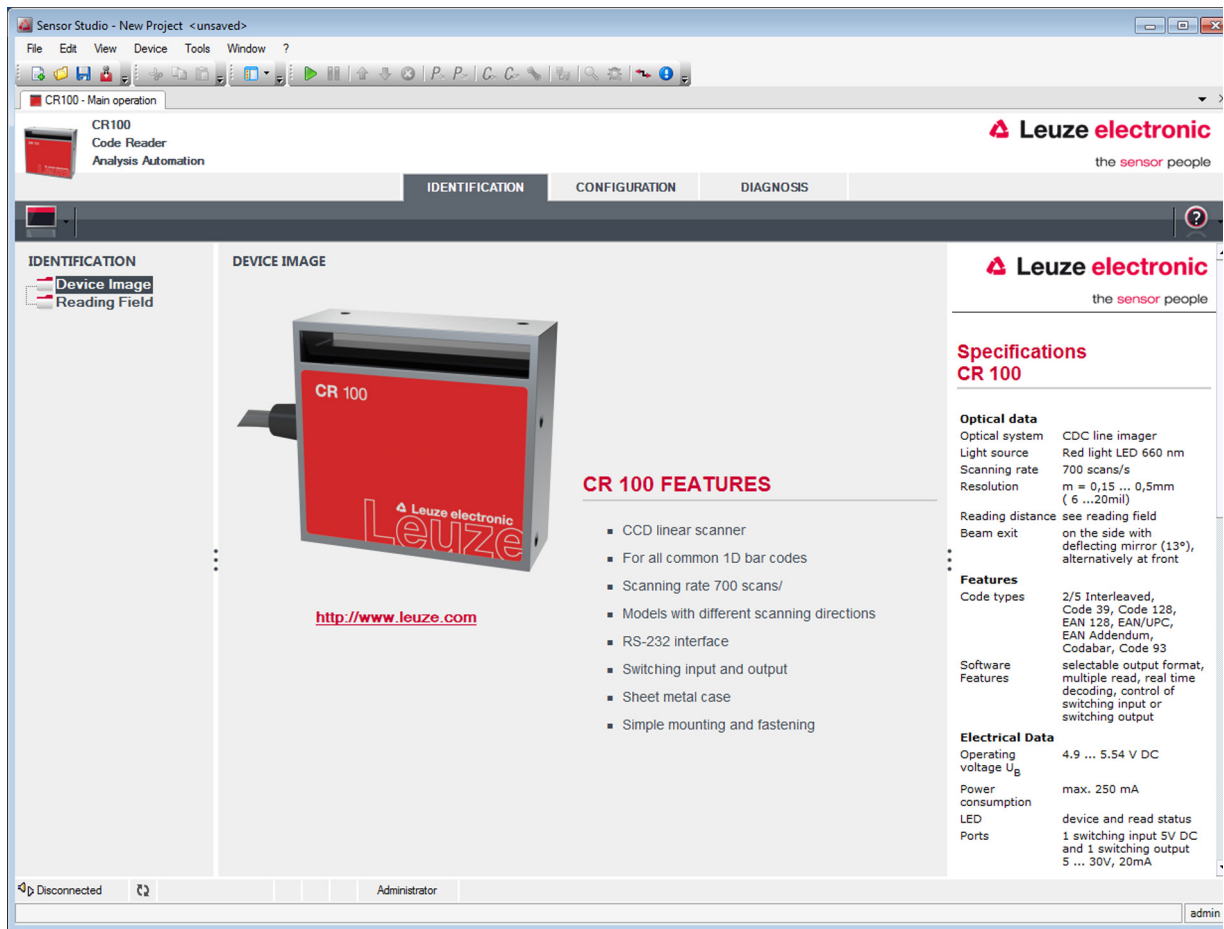 Sensor Studio - New Project <unsaved>
File Edit View Device Tools Window ?
CR100 - Main operation
CR100
Code Reader
Analysis Automation
Leuze electronic
the sensor people
IDENTIFICATION CONFIGURATION DIAGNOSIS
IDENTIFICATION
Device Image
Reading Field
DEVICE IMAGE
CR 100
Leuze electronic
Leuze
http://www.leuze.com
CR 100 FEATURES
CCD linear scanner
For all common 1D bar codes
Scanning rate 700 scans/
Models with different scanning directions
RS-232 interface
Switching input and output
Sheet metal case
Simple mounting and fastening
Leuze electronic
the sensor people
Specifications
CR 100
Optical data
Optical system CDC line imager
Light source Red light LED 660 nm
Scanning rate 700 scans/s
Resolution m = 0,15 ... 0,5mm
( 6 ...20mil)
Reading distance see reading field
Beam exit on the side with
deflecting mirror (13°),
alternatively at front
Features
Code types 2/5 Interleaved,
Code 39, Code 128,
EAN 128, EAN/UPC,
EAN Addendum,
Codabar, Code 93
Software selectable output format,
Features multiple read, real time
decoding, control of
switching input or
switching output
Electrical Data
Operating 4.9 ... 5.54 V DC
voltage UB
Power max. 250 mA
consumption
LED device and read status
Ports 1 switching input 5V DC
and 1 switching output
5 ... 30V, 20mA
Disconnected Administrator
admin